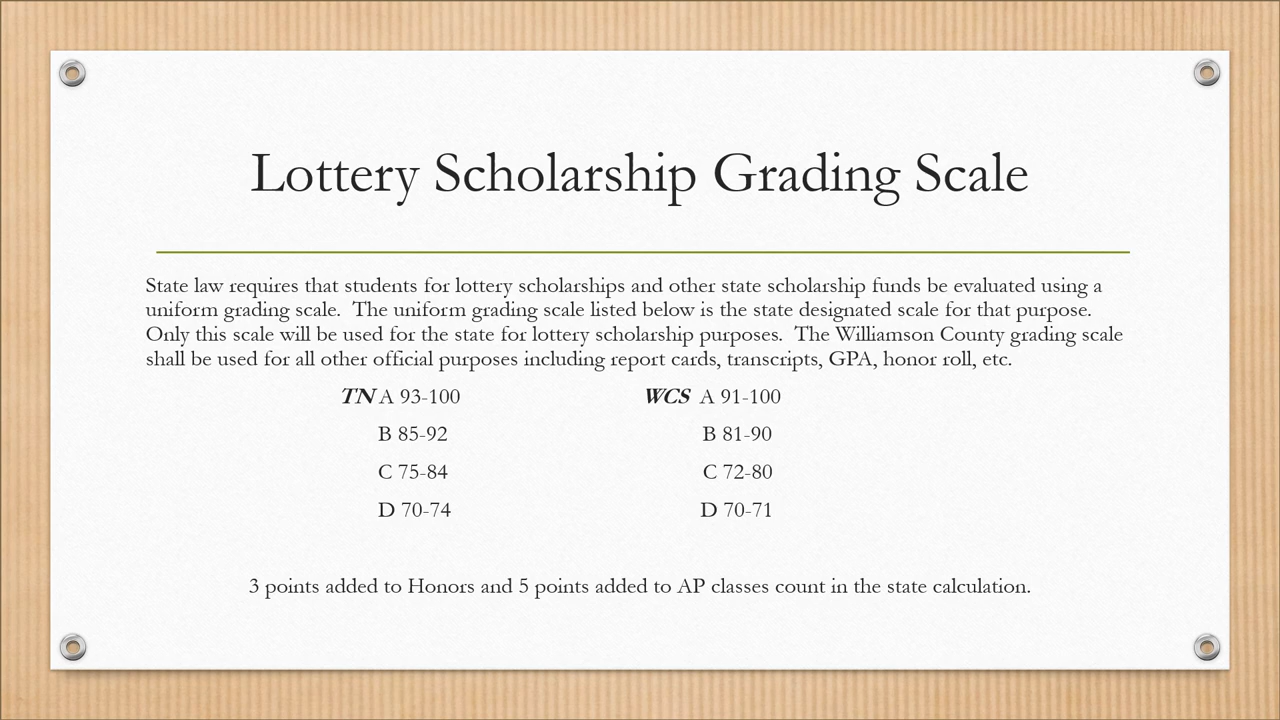 Lottery Scholarship Grading Scale
State law requires that students for lottery scholarships and other state scholarship funds be evaluated using a
uniform grading scale.  The uniform grading scale listed below is the state designated scale for that purpose.
Only this scale will be used for the state for lottery scholarship purposes.  The Williamson County grading scale
shall be used for all other official purposes including report cards, transcripts, GPA, honor roll, etc.
TN A 93-100 WCS A 91-100
B 85-92 B 81-90
C 75-84 C 72-80
D 70-74 D 70-71
3 points added to Honors and 5 points added to AP classes count in the state calculation.